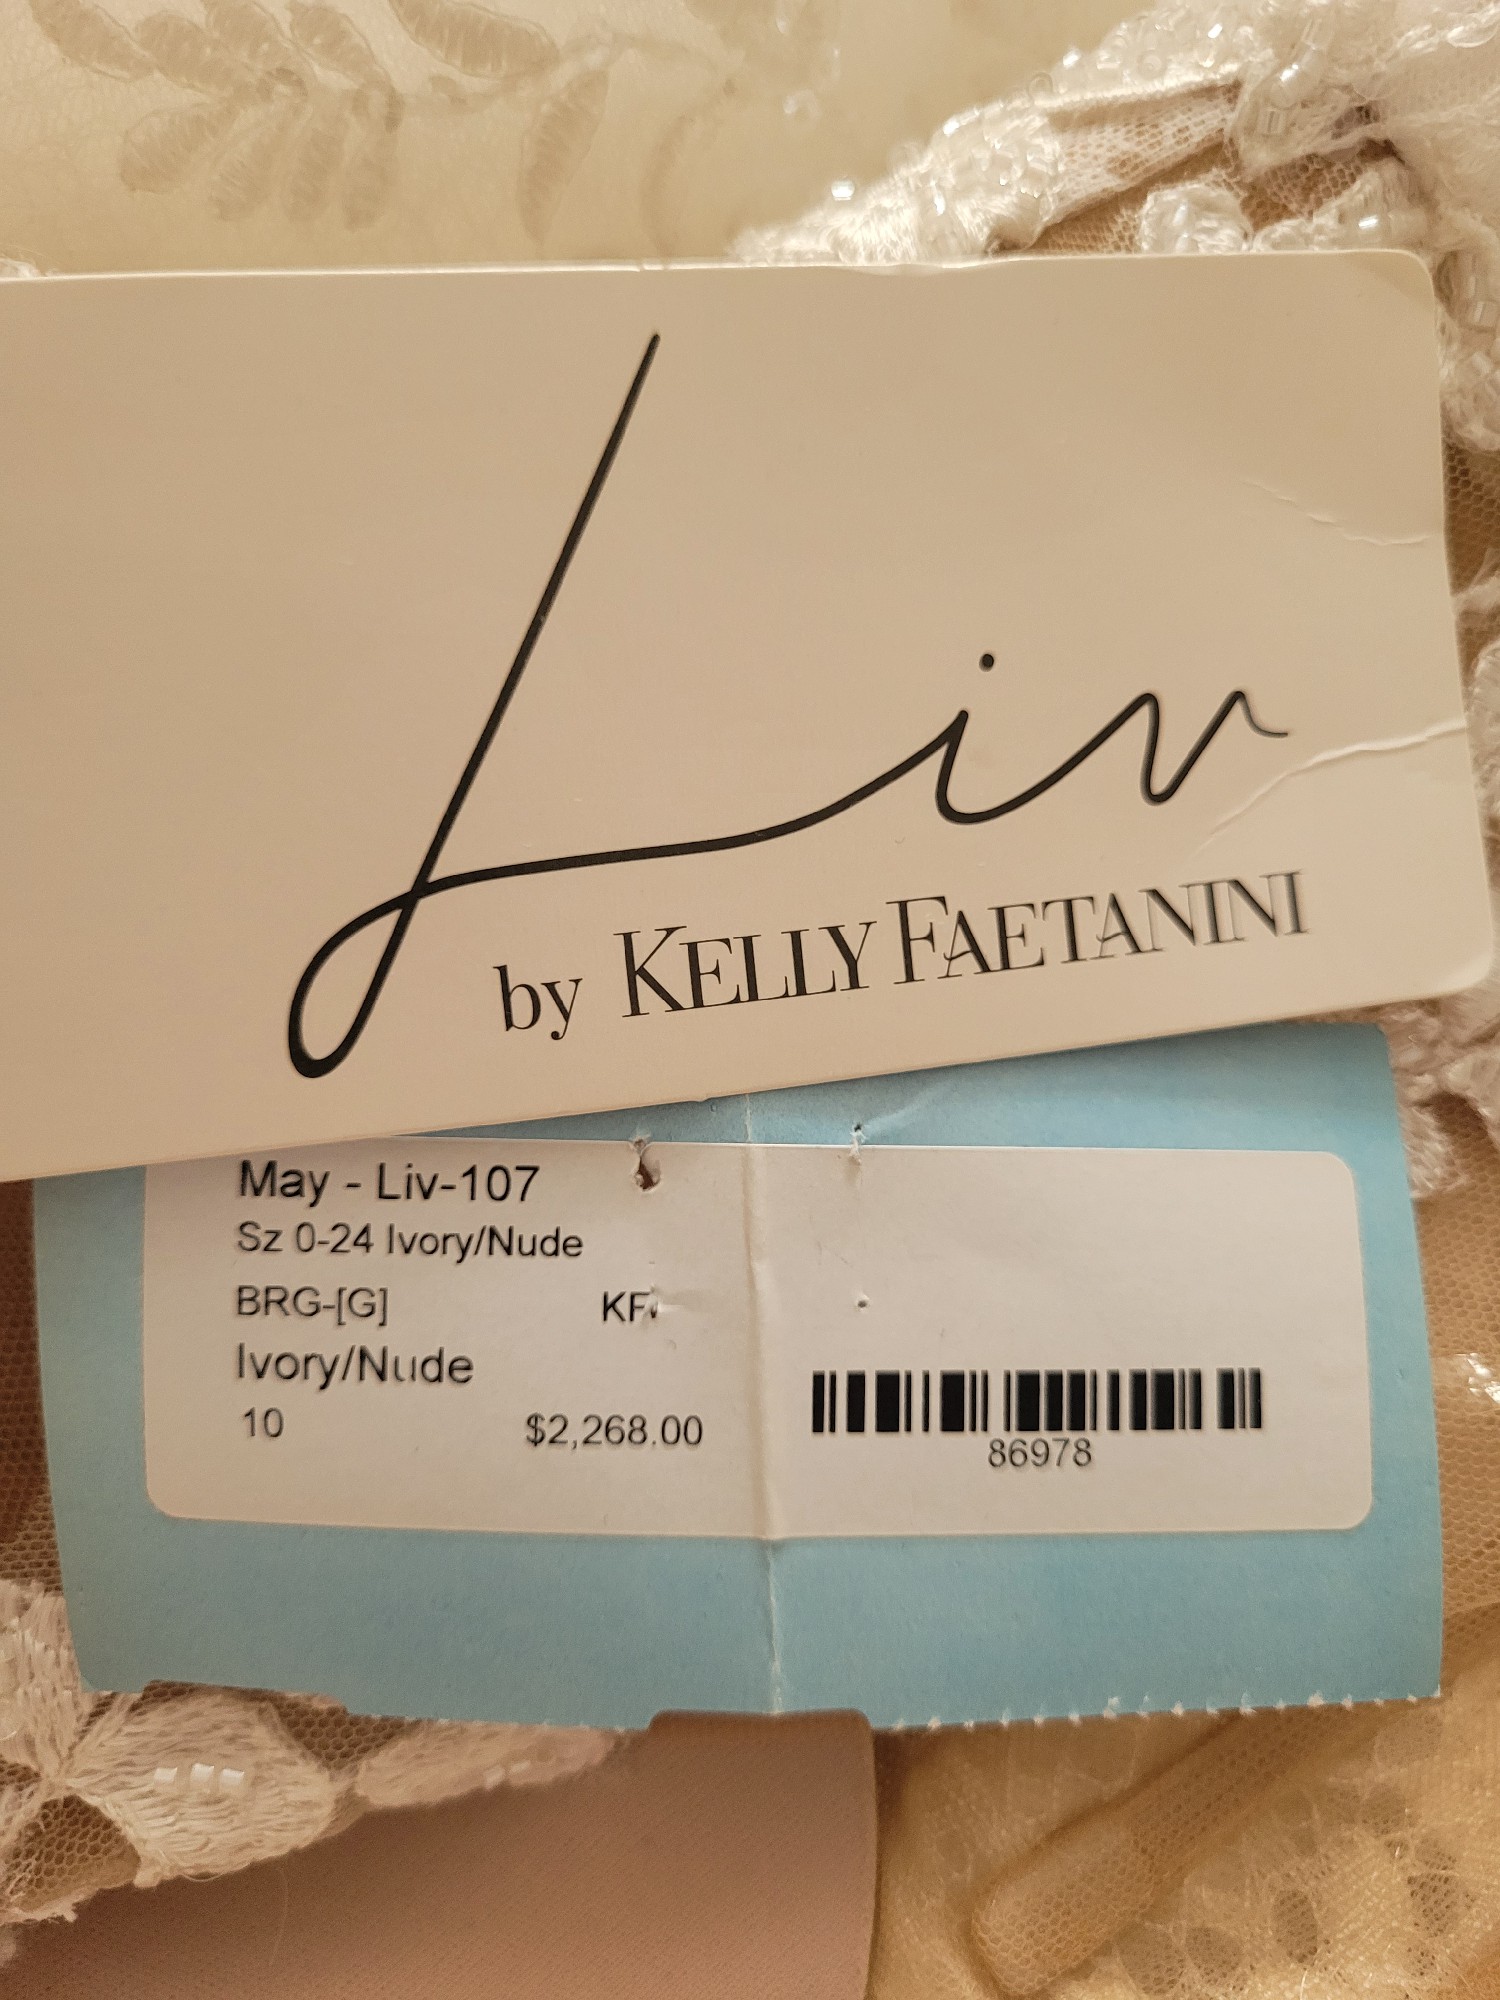 Liv
by KELLY FAETANINI
May - Liv-107
Sz 0-24 Ivory/Nude
BRG-[G]
Ivory/Nude
10 $2,268.00
86978